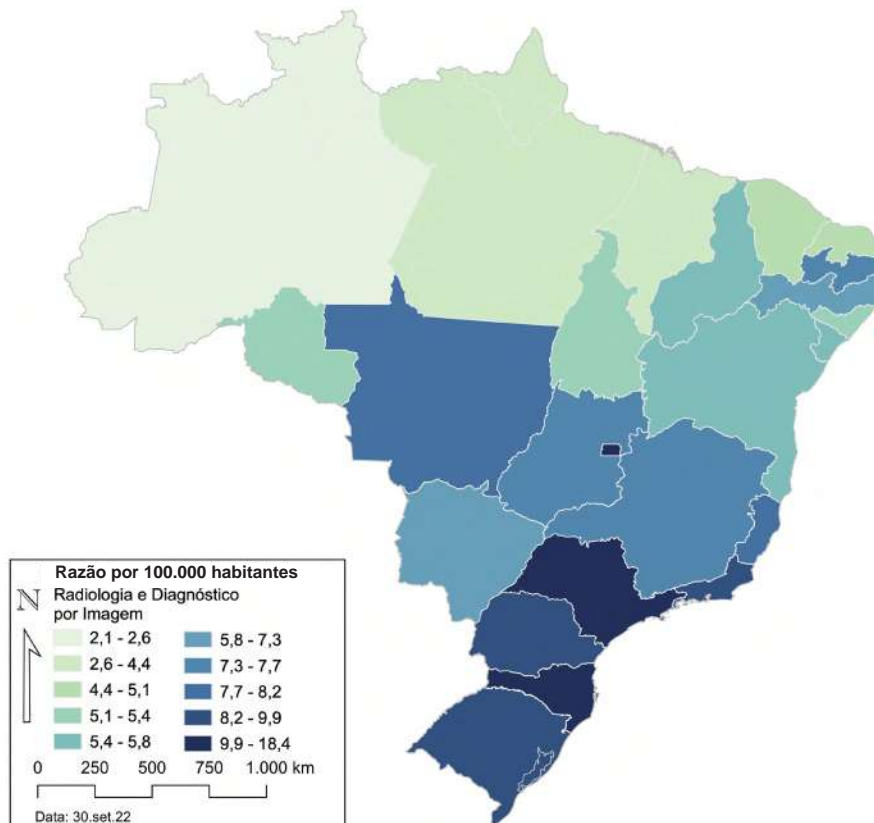 Razão por 100.000 habitantes
N
Radiologia e Diagnóstico
por Imagem
2,1 - 2,6
5,8 - 7,3
2,6 - 4,4
7,3 - 7,7
4,4 - 5,1
7,7 - 8,2
5,1 - 5,4
8,2 - 9,9
5,4 - 5,8
9,9 - 18,4
0 250 500 750 1.000 km
Data: 30.set.22